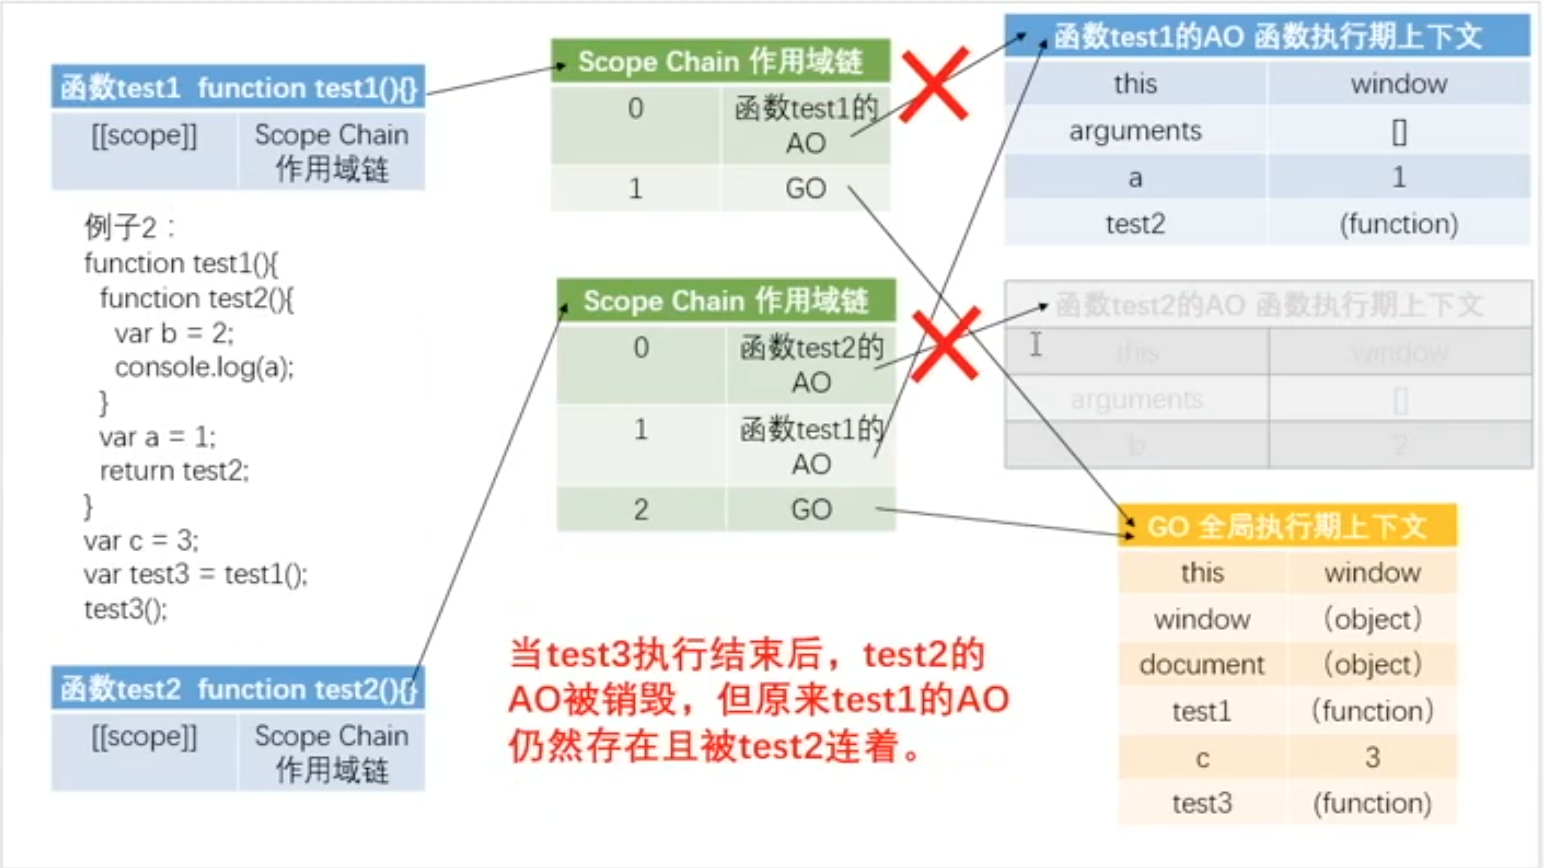 函数test1 function test1(){}
[[scope]] Scope Chain
作用域链
例子2：
function test1(){
function test2(){
var b = 2;
console.log(a);
}
var a = 1;
return test2;
}
var c = 3;
var test3 = test1();
test3();
函数test2 function test2(){}
[[scope]] Scope Chain
作用域链
Scope Chain 作用域链
0 函数test1的
AO
1 GO
Scope Chain 作用域链
0 函数test2的
AO
1 函数test1的
AO
2 GO
当test3执行结束后，test2的
AO被销毁，但原来test1的AO
仍然存在且被test2连着。
函数test1的AO 函数执行期上下文
this window
arguments []
a 1
test2 (function)
函数test2的AO 函数执行期上下文
this window
arguments []
b 2
GO 全局执行期上下文
this window
window （object）
document （object）
test1 （function）
c 3
test3 (function)